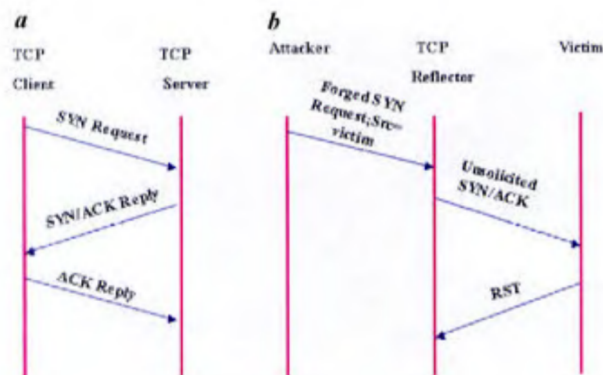 a
TCP
Client
TCP
Server
SYN Request
SYN/ACK Reply
ACK Reply
b
Attacker
TCP
Reflector
Victim
Forged SYN
Request;Src=
victim
Unsolicited
SYN/ACK
RST